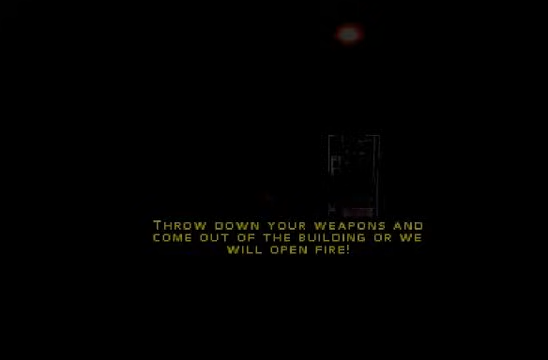 Throw down your weapons and
come out of the building or we
will open fire!